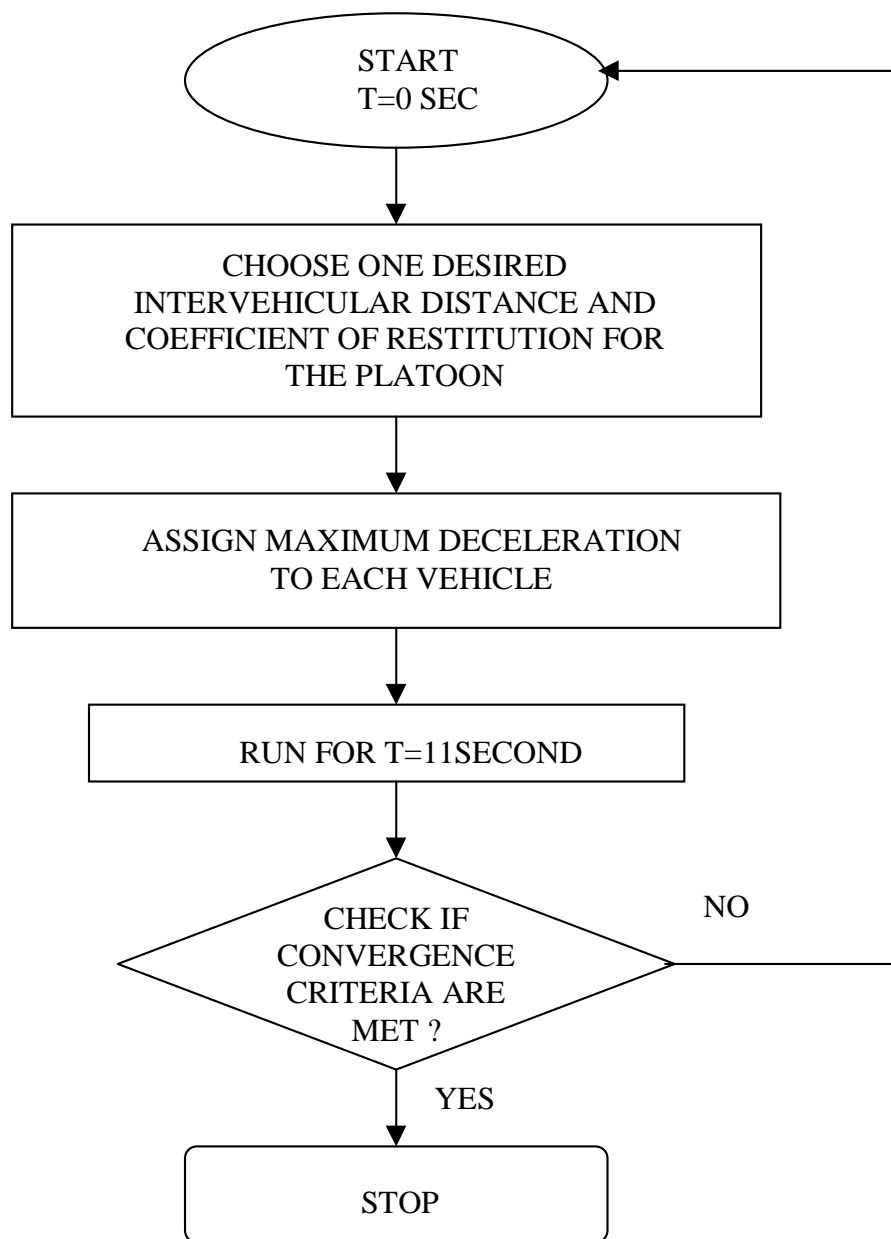 START
T=0 SEC
CHOOSE ONE DESIRED
INTERVEHICULAR DISTANCE AND
COEFFICIENT OF RESTITUTION FOR
THE PLATOON
ASSIGN MAXIMUM DECELERATION
TO EACH VEHICLE
RUN FOR T=11SECOND
CHECK IF
CONVERGENCE
CRITERIA ARE
MET ?
NO
YES
STOP